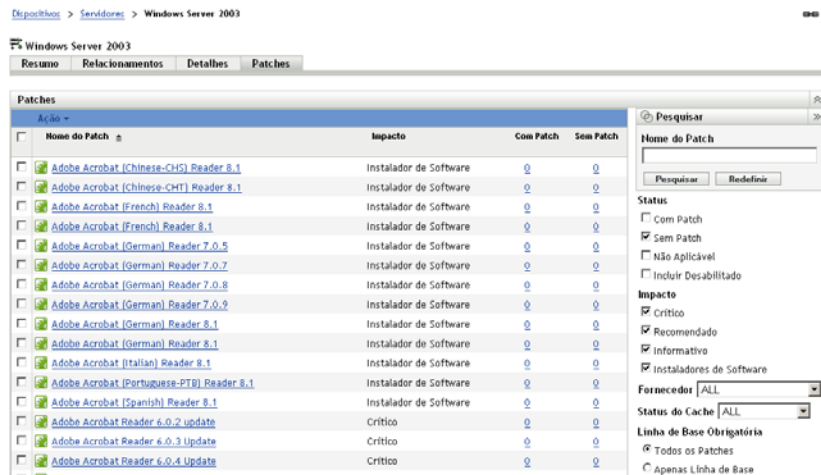 Dispositivos > Servidores > Windows Server 2003
Windows Server 2003
Resumo Relacionamentos Detalhes Patches
Patches
Ação
Nome do Patch Impacto Com Patch Sem Patch
Adobe Acrobat (Chinese-CHS) Reader 8.1 Instalador de Software 0 0
Adobe Acrobat (Chinese-CHT) Reader 8.1 Instalador de Software 0 0
Adobe Acrobat (French) Reader 8.1 Instalador de Software 0 0
Adobe Acrobat (French) Reader 8.1 Instalador de Software 0 0
Adobe Acrobat (German) Reader 7.0.5 Instalador de Software 0 0
Adobe Acrobat (German) Reader 7.0.7 Instalador de Software 0 0
Adobe Acrobat (German) Reader 7.0.8 Instalador de Software 0 0
Adobe Acrobat (German) Reader 7.0.9 Instalador de Software 0 0
Adobe Acrobat (German) Reader 8.1 Instalador de Software 0 0
Adobe Acrobat (German) Reader 8.1 Instalador de Software 0 0
Adobe Acrobat (Italian) Reader 8.1 Instalador de Software 0 0
Adobe Acrobat (Portuguese-PTB) Reader 8.1 Instalador de Software 0 0
Adobe Acrobat (Spanish) Reader 8.1 Instalador de Software 0 0
Adobe Acrobat Reader 6.0.2 update Crítico 0 0
Adobe Acrobat Reader 6.0.3 Update Crítico 0 0
Adobe Acrobat Reader 6.0.4 Update Crítico 0 0
Pesquisar
Nome do Patch
Pesquisar Redefinir
Status
Com Patch
Sem Patch
Não Aplicável
Incluir Desabilitado
Impacto
Crítico
Recomendado
Informativo
Instaladores de Software
Fornecedor ALL
Status do Cache ALL
Linha de Base Obrigatória
Todos os Patches
Apenas Linha de Base